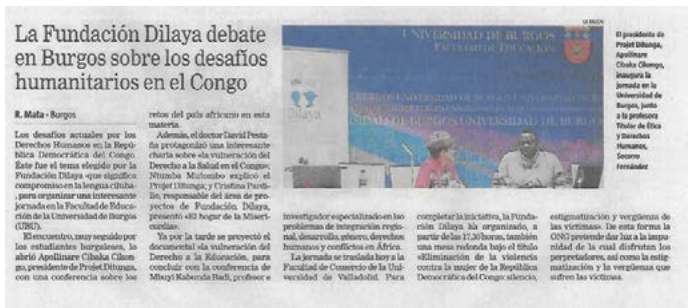 La Fundación Dilaya debate
en Burgos sobre los desafíos
humanitarios en el Congo
R. Mata - Burgos
Los desafíos actuales por los
Derechos Humanos en la Repú-
blica Democrática del Congo.
Éste fue el tema elegido por la
Fundación Dilaya «que significa
compromiso en la lengua ciluba»
, para organizar una interesante
jornada en la Facultad de Educa-
ción de la Universidad de Burgos
(UBU).
El encuentro, muy seguido por
los estudiantes burgaleses, lo
abrió Apollinare Cibaka Cikon-
go, presidente de Projet Ditunga,
con una conferencia sobre los
retos del país africano en esta
materia.
Además, el doctor David Pesta-
ña protagonizó una interesante
charla sobre «la vulneración del
Derecho a la Salud en el Congo;
Ntumba Mutombo explicó el
Projet Ditunga; y Cristina Pardi-
llo, responsable del área de pro-
yectos de Fundación Dilaya,
presentó «El hogar de la Miseri-
cordia».
Ya por la tarde se proyectó el
documental «la vulneración del
Derecho a la Educación, para
concluir con la conferencia de
Mbuyi Kabunda Badi, profesor e
UNIVERSIDAD DE BURGOS
FACULTAD DE EDUCACIÓN
Dilaya
BURGOS UNIVERSIDAD DE BURGOS
UNIVERSIDAD DE BURGOS
LA RAZÓN
El presidente de
Projet Ditunga,
Apollinare
Cibaka Cikongo,
inaugura la
jornada en la
Universidad de
Burgos, junto
a la profesora
Titular de Ética
y Derechos
Humanos,
Socorro
Fernández
investigador especializado en las
problemas de integración regio-
nal, desarrollo, género, derechos
humanos y conflictos en África.
La jornada se traslada hoy a la
Facultad de Comercio de la Uni-
versidad de Valladolid. Para
completar la iniciativa, la Funda-
ción Dilaya ha organizado, a
partir de las 17,30 horas, también
una mesa redonda bajo el título
«Eliminación de la violencia
contra la mujer de la República
Democrática del Congo: silencio,
estigmatización y vergüenza de
las víctimas». De esta forma la
ONG pretende dar luz a la impu-
nidad de la cual disfrutan los
perpretadores, así como la estig-
matización y la vergüenza que
sufren las víctimas.